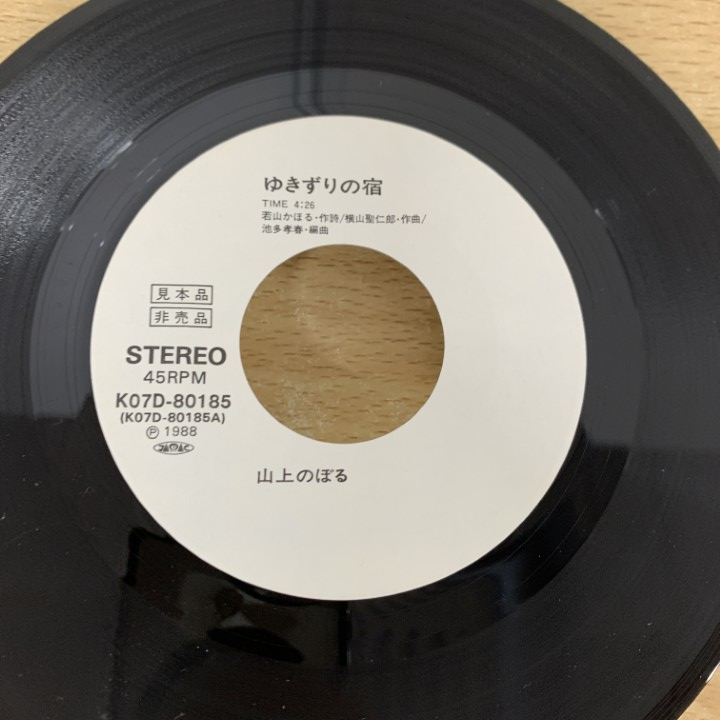 ゆきずりの宿
TIME 4:26
若山かほる・作詩/横山聖仁郎・作曲/
池多孝春・編曲
見本品
非売品
STEREO
45RPM
K07D-80185
(K07D-80185A)
Ⓟ 1988
山上のぼる